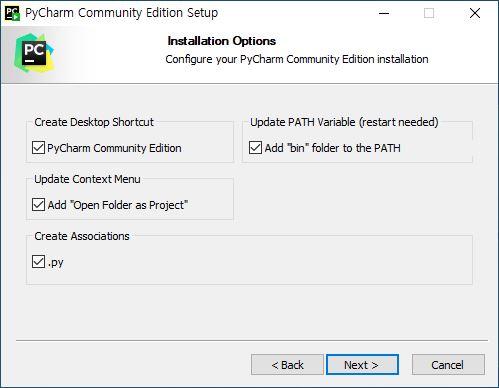 PyCharm Community Edition Setup
PC
Installation Options
Configure your PyCharm Community Edition installation
Create Desktop Shortcut
PyCharm Community Edition
Update PATH Variable (restart needed)
Add "bin" folder to the PATH
Update Context Menu
Add "Open Folder as Project"
Create Associations
.py
< Back
Next >
Cancel